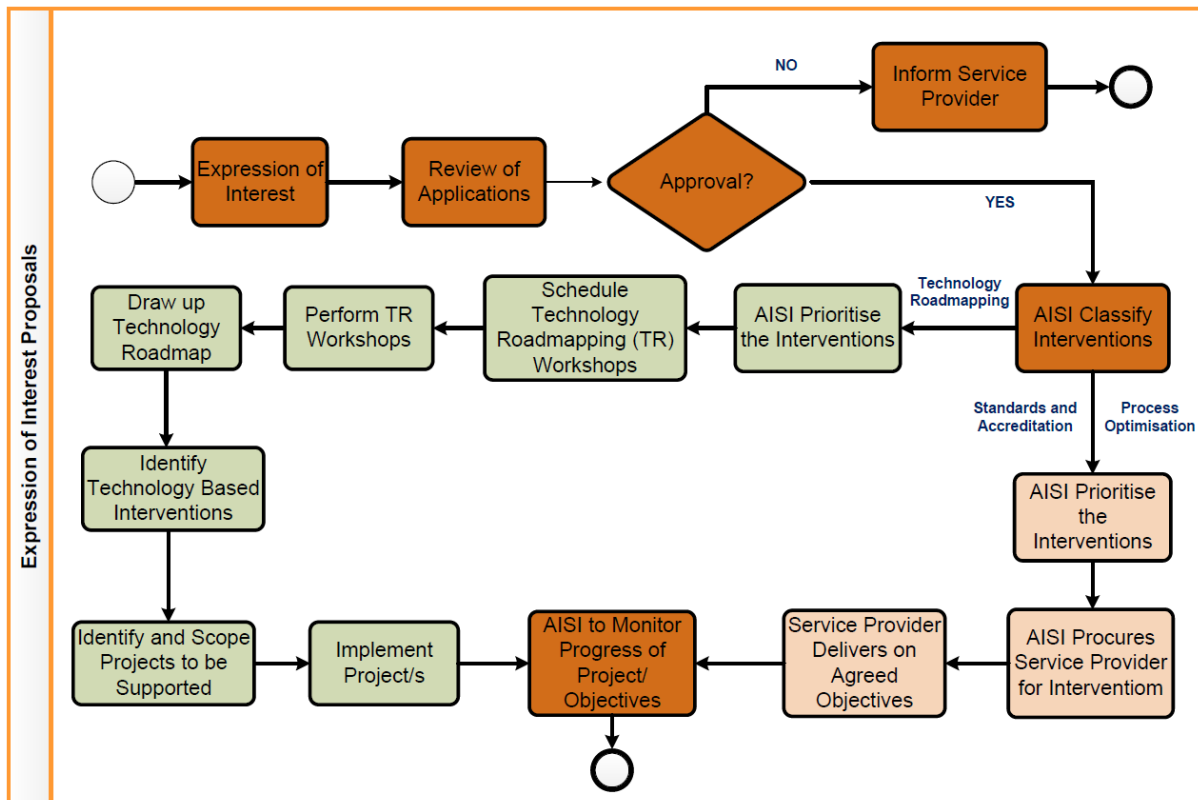 Expression of Interest Proposals
NO
Inform Service
Provider
Expression of
Interest
Review of
Applications
Approval?
YES
Draw up
Technology
Roadmap
Perform TR
Workshops
Schedule
Technology
Roadmapping (TR)
Workshops
AISI Prioritise
the Interventions
Technology
Roadmapping
AISI Classify
Interventions
Standards and
Accreditation
Process
Optimisation
Identify
Technology Based
Interventions
AISI Prioritise
the
Interventions
Identify and Scope
Projects to be
Supported
Implement
Project/s
AISI to Monitor
Progress of
Project/
Objectives
Service Provider
Delivers on
Agreed
Objectives
AISI Procures
Service Provider
for Interventiom